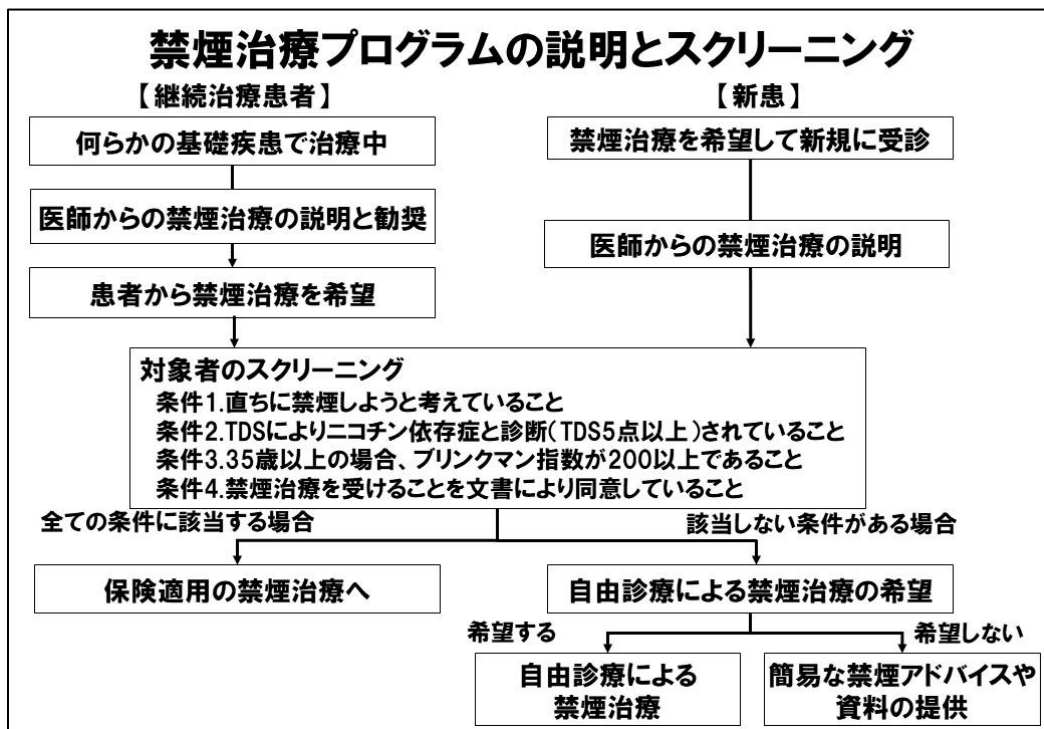 禁煙治療プログラムの説明とスクリーニング
【継続治療患者】
何らかの基礎疾患で治療中
医師からの禁煙治療の説明と勧奨
患者から禁煙治療を希望
【新患】
禁煙治療を希望して新規に受診
医師からの禁煙治療の説明
対象者のスクリーニング
条件1.直ちに禁煙しようと考えていること
条件2.TDSによりニコチン依存症と診断(TDS5点以上)されていること
条件3.35歳以上の場合、ブリンクマン指数が200以上であること
条件4.禁煙治療を受けることを文書により同意していること
全ての条件に該当する場合
該当しない条件がある場合
保険適用の禁煙治療へ
自由診療による禁煙治療の希望
希望する
希望しない
自由診療による
禁煙治療
簡易な禁煙アドバイスや
資料の提供